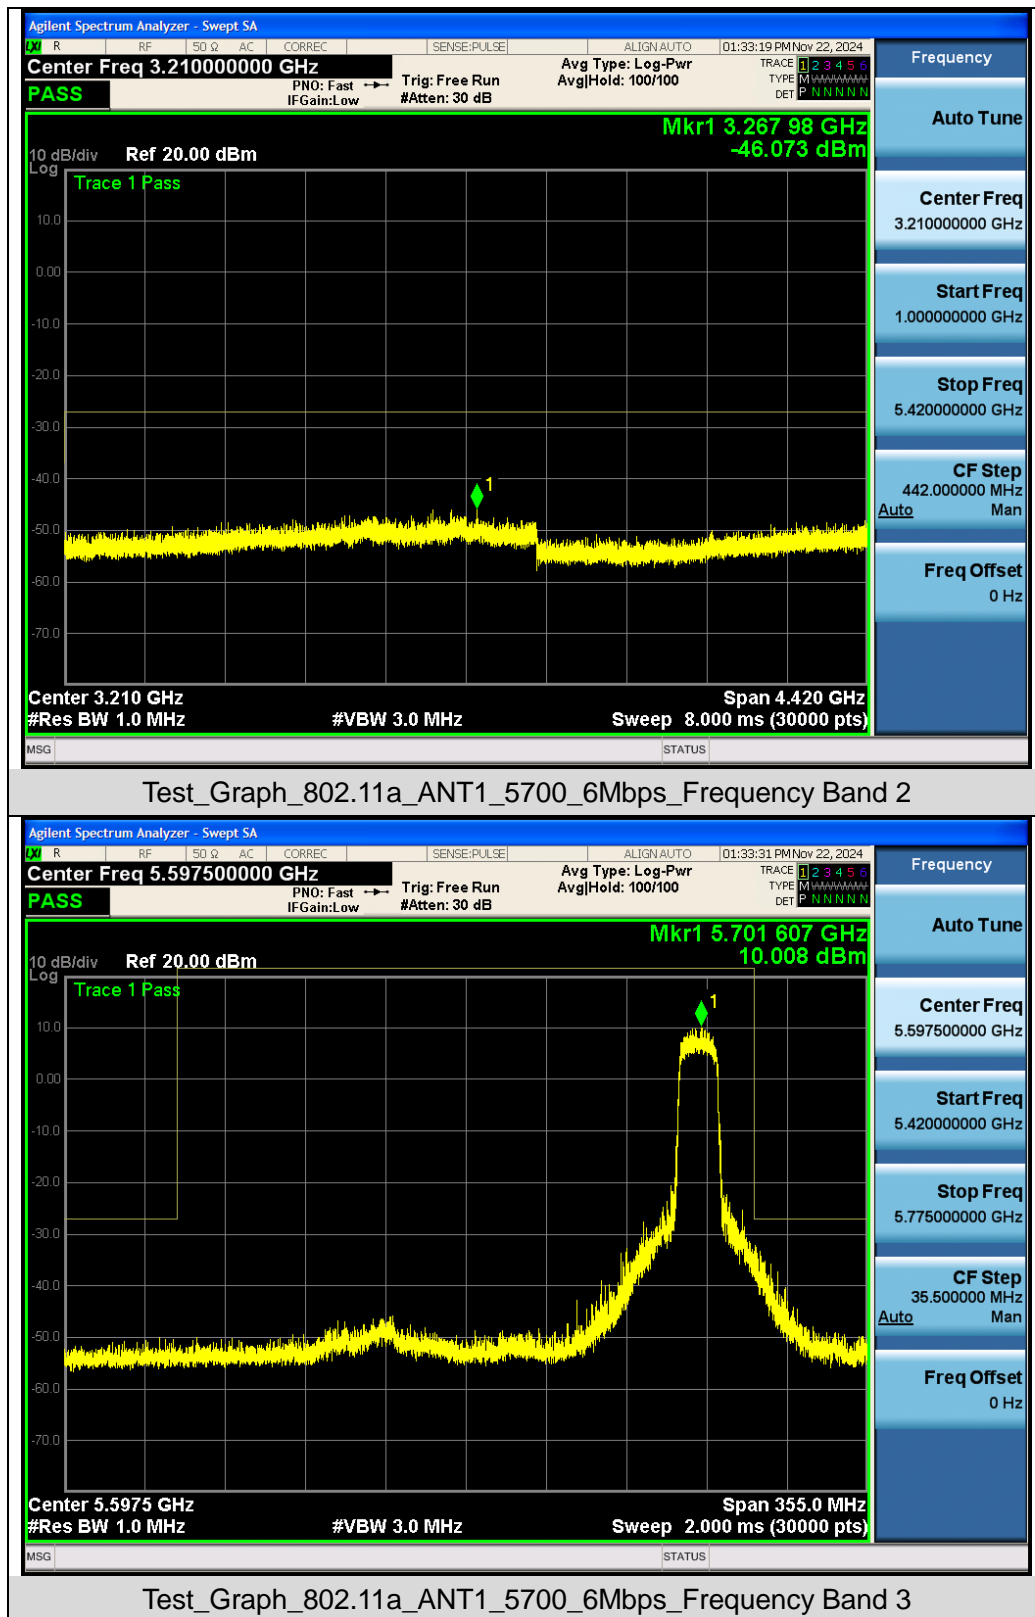 Agilent Spectrum Analyzer - Swept SA
LXI R RF 50 Ω AC CORREC SENSE:PULSE ALIGN AUTO 01:33:19 PM Nov 22, 2024
Center Freq 3.210000000 GHz Avg Type: Log-Pwr TRACE 1 2 3 4 5 6
PNO: Fast Trig: Free Run Avg|Hold: 100/100 TYPE M WWWWW
PASS IFGain:Low #Atten: 30 dB DET P N N N N N
Mkr1 3.267 98 GHz
-46.073 dBm
10 dB/div Ref 20.00 dBm
Log
Trace 1 Pass
10.0
0.00
-10.0
-20.0
-30.0
-40.0
1
-50.0
-60.0
-70.0
Center 3.210 GHz Span 4.420 GHz
#Res BW 1.0 MHz #VBW 3.0 MHz Sweep 8.000 ms (30000 pts)
MSG STATUS
Frequency
Auto Tune
Center Freq
3.210000000 GHz
Start Freq
1.000000000 GHz
Stop Freq
5.420000000 GHz
CF Step
442.000000 MHz
Auto Man
Freq Offset
0 Hz
Test_Graph_802.11a_ANT1_5700_6Mbps_Frequency Band 2
Agilent Spectrum Analyzer - Swept SA
LXI R RF 50 Ω AC CORREC SENSE:PULSE ALIGN AUTO 01:33:31 PM Nov 22, 2024
Center Freq 5.597500000 GHz Avg Type: Log-Pwr TRACE 1 2 3 4 5 6
PNO: Fast Trig: Free Run Avg|Hold: 100/100 TYPE M WWWWW
PASS IFGain:Low #Atten: 30 dB DET P N N N N N
Mkr1 5.701 607 GHz
10.008 dBm
10 dB/div Ref 20.00 dBm
Log
Trace 1 Pass
1
10.0
0.00
-10.0
-20.0
-30.0
-40.0
-50.0
-60.0
-70.0
Center 5.5975 GHz Span 355.0 MHz
#Res BW 1.0 MHz #VBW 3.0 MHz Sweep 2.000 ms (30000 pts)
MSG STATUS
Frequency
Auto Tune
Center Freq
5.597500000 GHz
Start Freq
5.420000000 GHz
Stop Freq
5.775000000 GHz
CF Step
35.500000 MHz
Auto Man
Freq Offset
0 Hz
Test_Graph_802.11a_ANT1_5700_6Mbps_Frequency Band 3